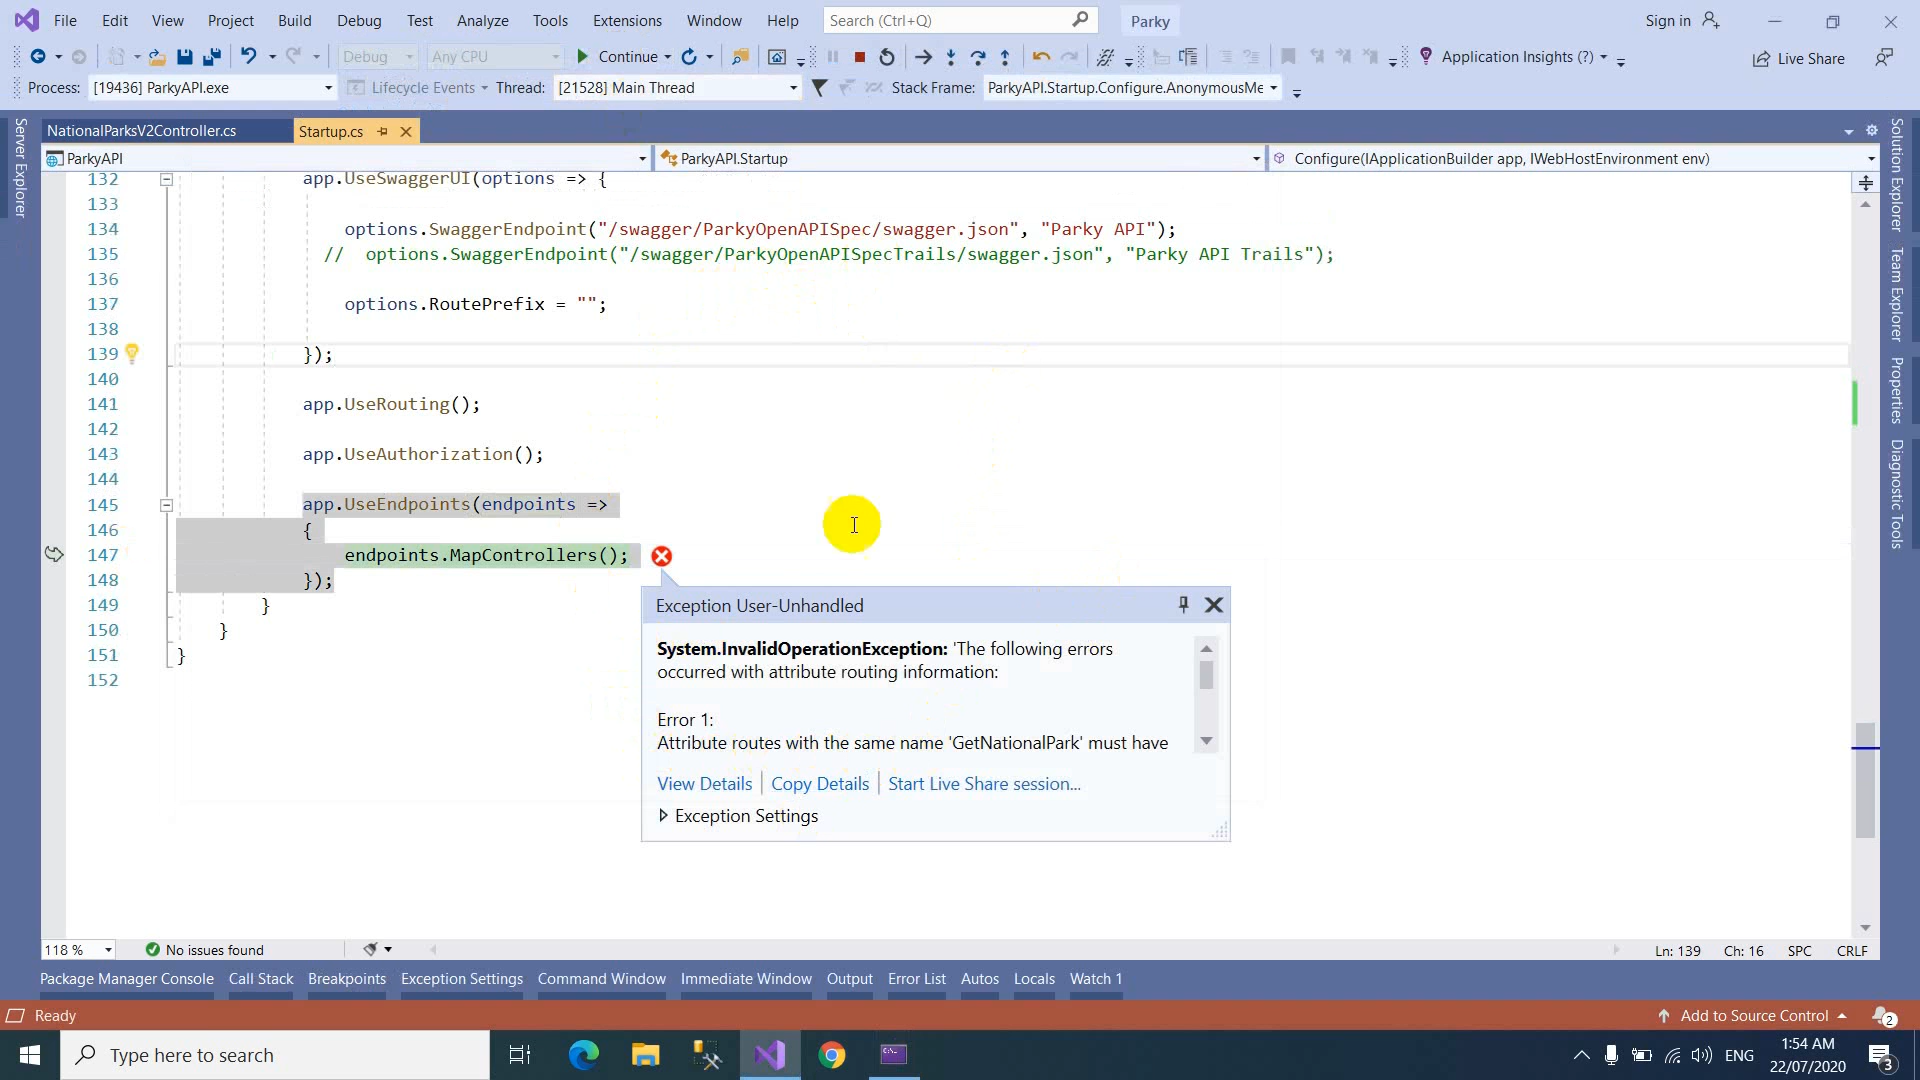 File Edit View Project Build Debug Test Analyze Tools Extensions Window Help Search (Ctrl+Q) Parky Sign in
Debug Any CPU Continue Application Insights (?) Live Share
Process: [19436] ParkyAPI.exe Lifecycle Events Thread: [21528] Main Thread Stack Frame: ParkyAPI.Startup.Configure.AnonymousMe
NationalParksV2Controller.cs Startup.cs
ParkyAPI ParkyAPI.Startup Configure(IApplicationBuilder app, IWebHostEnvironment env)
Server Explorer
Solution Explorer
Team Explorer
Properties
Diagnostic Tools
132 app.UseSwaggerUI(options => {
133
134 options.SwaggerEndpoint("/swagger/ParkyOpenAPISpec/swagger.json", "Parky API");
135 // options.SwaggerEndpoint("/swagger/ParkyOpenAPISpecTrails/swagger.json", "Parky API Trails");
136
137 options.RoutePrefix = "";
138
139 });
140
141 app.UseRouting();
142
143 app.UseAuthorization();
144
145 app.UseEndpoints(endpoints =>
146 {
147 endpoints.MapControllers();
148 });
149 }
150 }
151 }
152
Exception User-Unhandled
System.InvalidOperationException: 'The following errors
occurred with attribute routing information:
Error 1:
Attribute routes with the same name 'GetNationalPark' must have
View Details Copy Details Start Live Share session...
Exception Settings
118 % No issues found Ln: 139 Ch: 16 SPC CRLF
Package Manager Console Call Stack Breakpoints Exception Settings Command Window Immediate Window Output Error List Autos Locals Watch 1
Ready Add to Source Control 2
Type here to search ENG 1:54 AM
22/07/2020 3